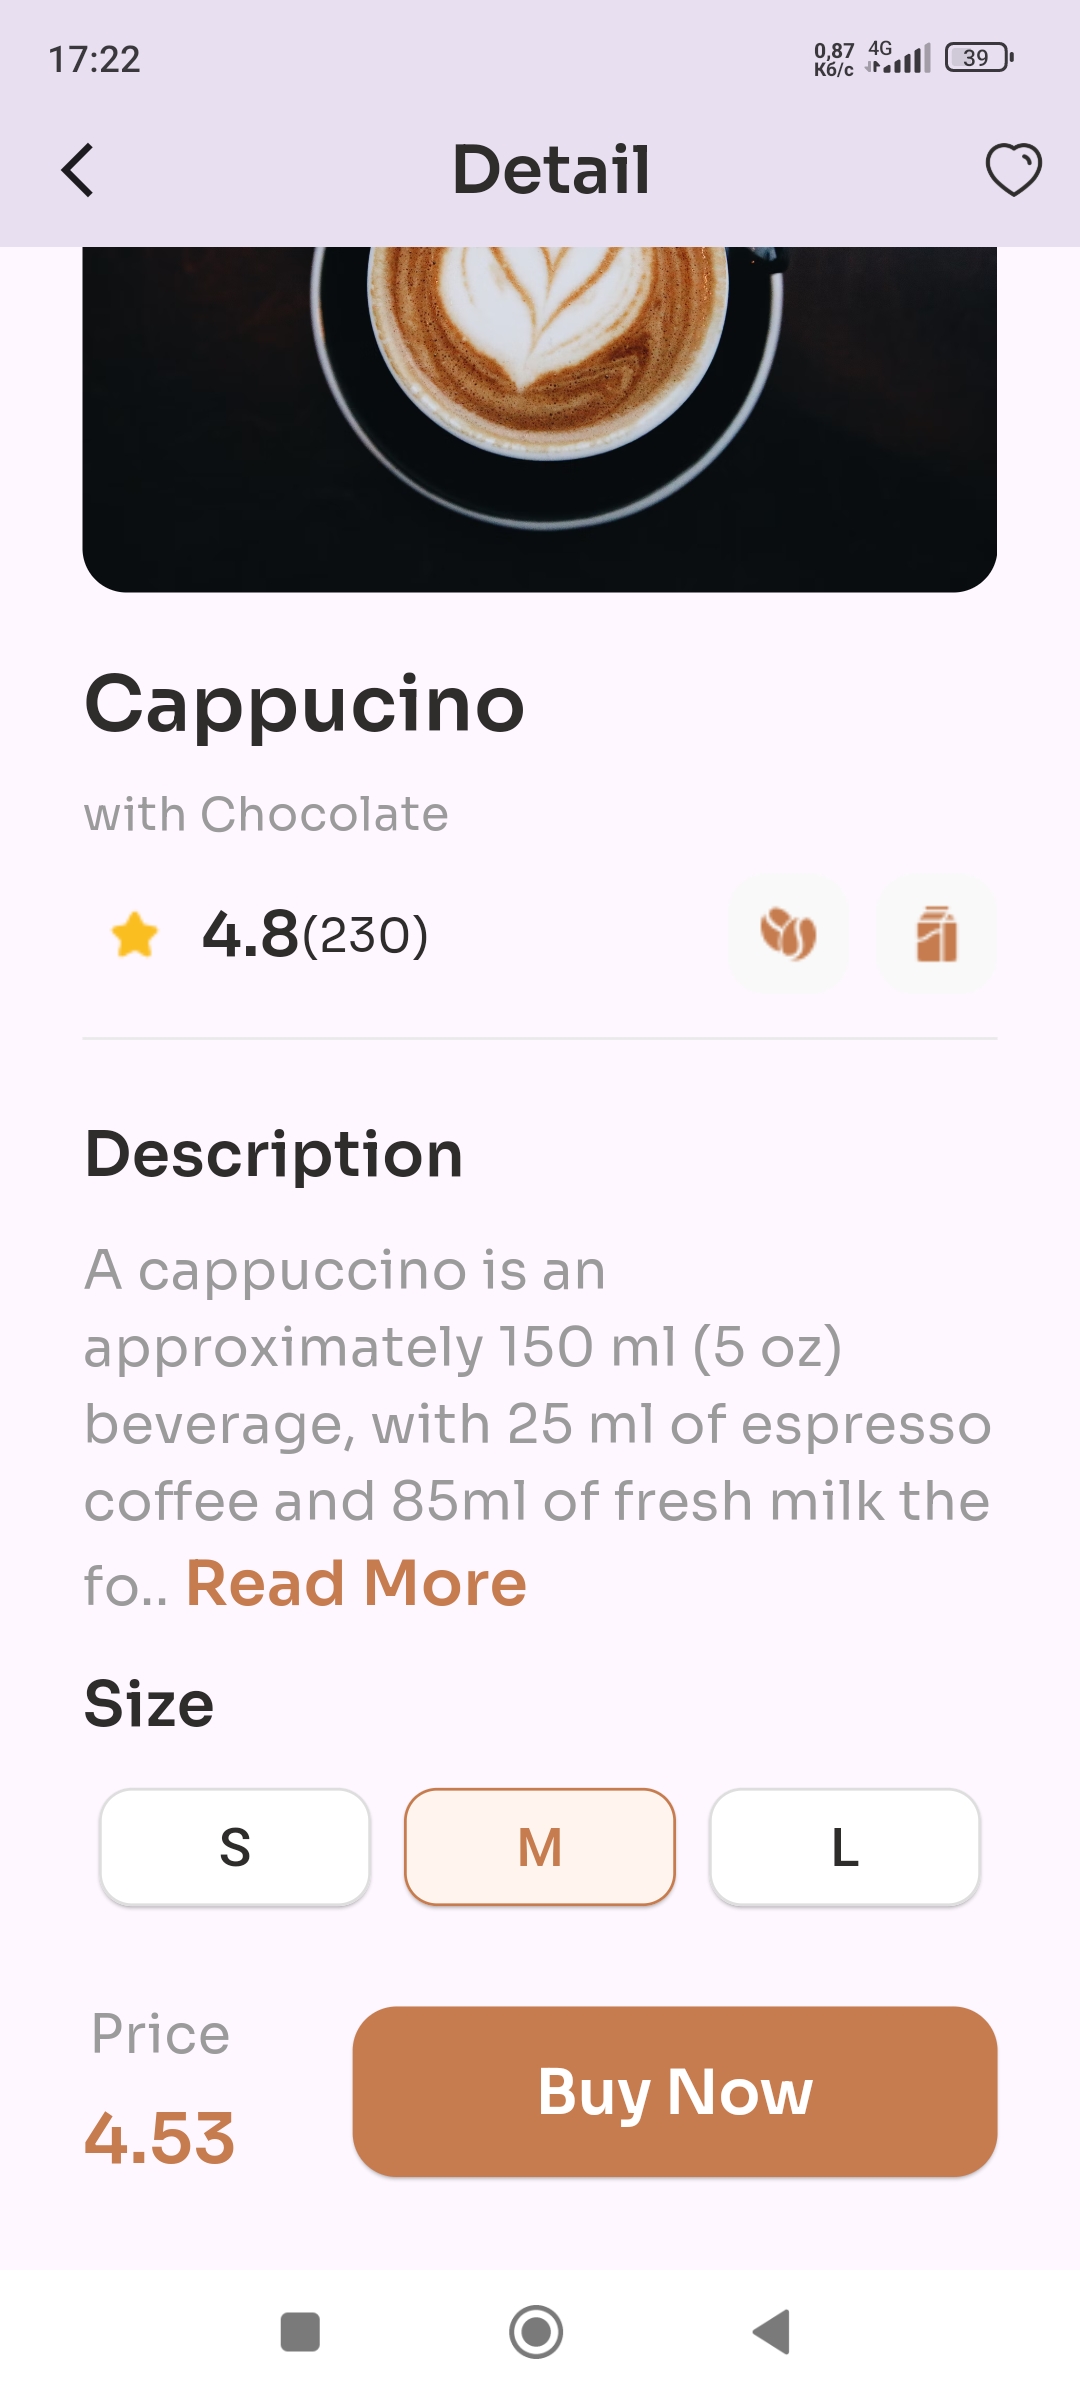 17:22
0,87
Кб/с
4G
39
Detail
Cappucino
with Chocolate
4.8(230)
Description
A cappuccino is an
approximately 150 ml (5 oz)
beverage, with 25 ml of espresso
coffee and 85ml of fresh milk the
fo.. Read More
Size
S M L
Price
4.53
Buy Now